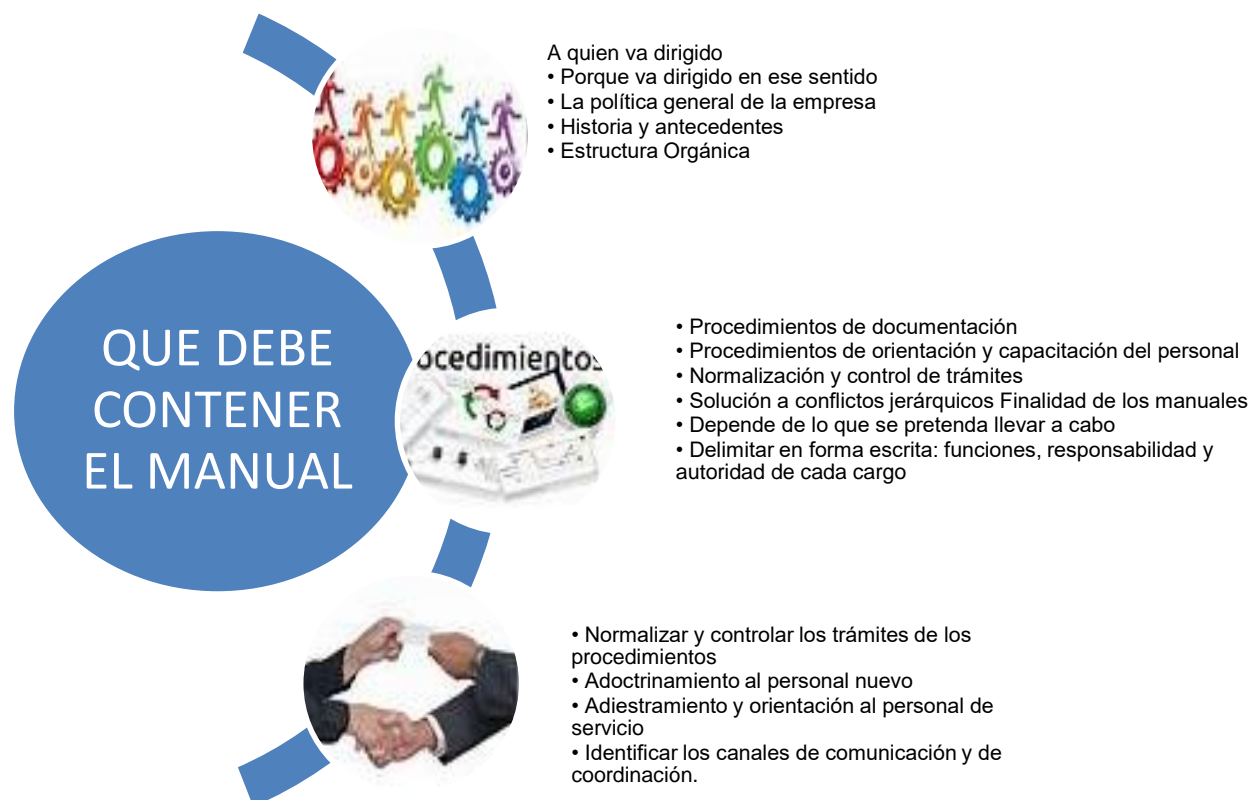 QUE DEBE
CONTENER
EL MANUAL
A quien va dirigido
• Porque va dirigido en ese sentido
• La política general de la empresa
• Historia y antecedentes
• Estructura Orgánica
ocedimientos
• Procedimientos de documentación
• Procedimientos de orientación y capacitación del personal
• Normalización y control de trámites
• Solución a conflictos jerárquicos Finalidad de los manuales
• Depende de lo que se pretenda llevar a cabo
• Delimitar en forma escrita: funciones, responsabilidad y
autoridad de cada cargo
• Normalizar y controlar los trámites de los
procedimientos
• Adoctrinamiento al personal nuevo
• Adiestramiento y orientación al personal de
servicio
• Identificar los canales de comunicación y de
coordinación.